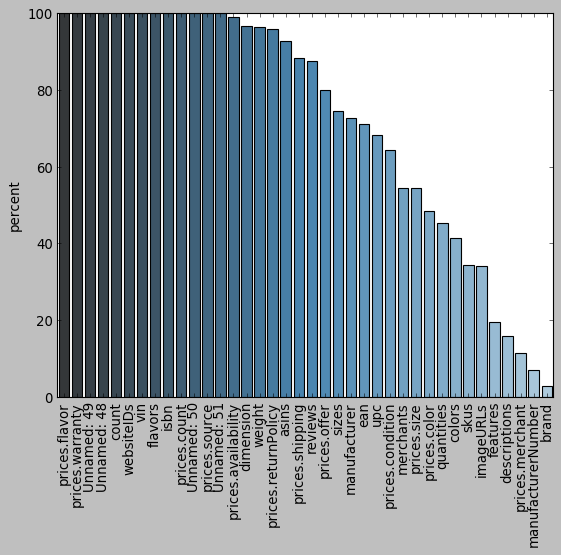 100
80
60
40
20
0
percent
prices.flavor
prices.warranty
Unnamed: 49
Unnamed: 48
count
websiteIDs
vin
flavors
isbn
prices.count
Unnamed: 50
prices.source
Unnamed: 51
prices.availability
dimension
weight
prices.returnPolicy
asins
prices.shipping
reviews
prices.offer
sizes
manufacturer
ean
upc
prices.condition
merchants
prices.size
prices.color
quantities
colors
skus
imageURLs
features
descriptions
prices.merchant
manufacturerNumber
brand